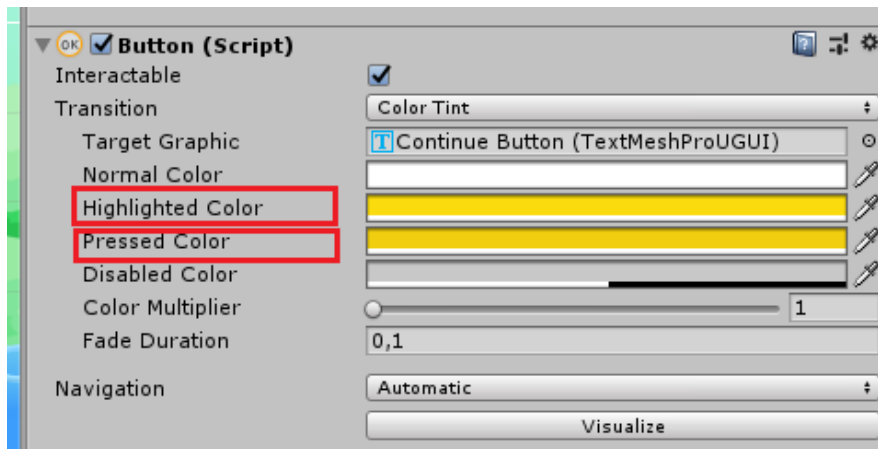 OK Button (Script)
Interactable
Transition Color Tint
Target Graphic T Continue Button (TextMeshProUGUI)
Normal Color
Highlighted Color
Pressed Color
Disabled Color
Color Multiplier 1
Fade Duration 0,1
Navigation Automatic
Visualize